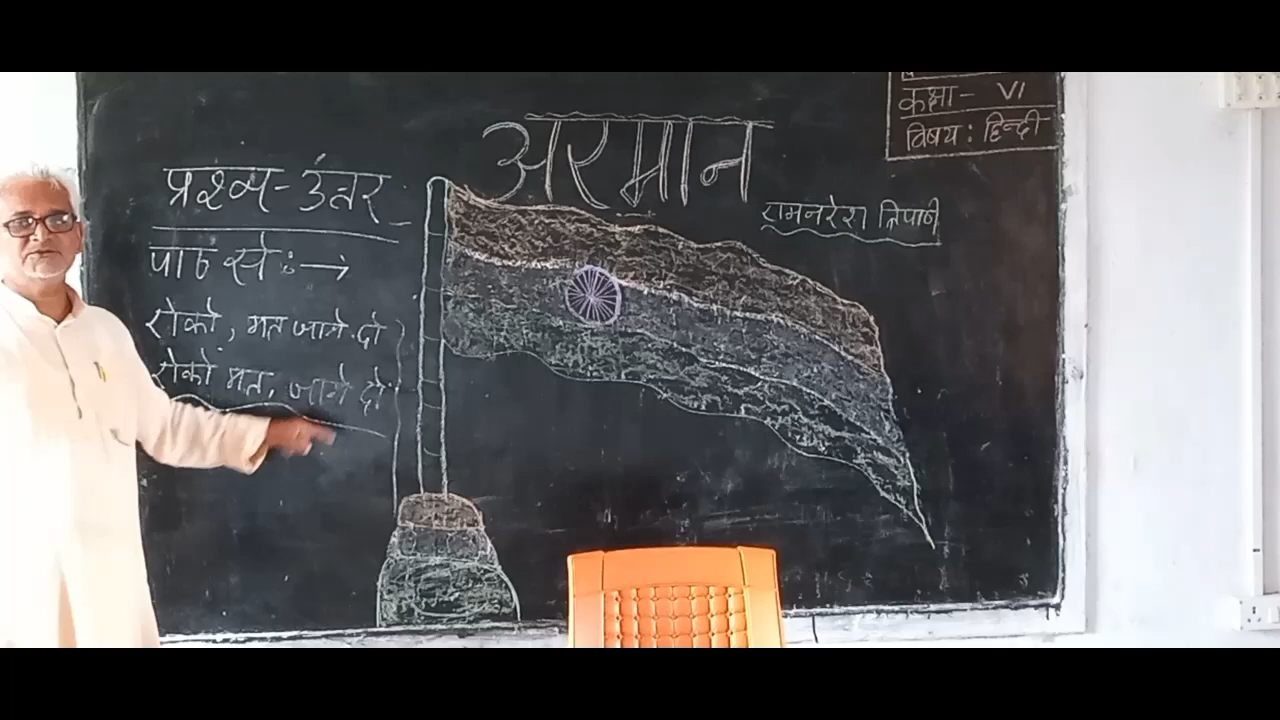 कक्षा - VI
विषय : हिन्दी
अरमान
रामनरेश त्रिपाठी
प्रश्न - उत्तर
पाठ से :→
रोको, मत जाने दो
रोको मत, जाने दो